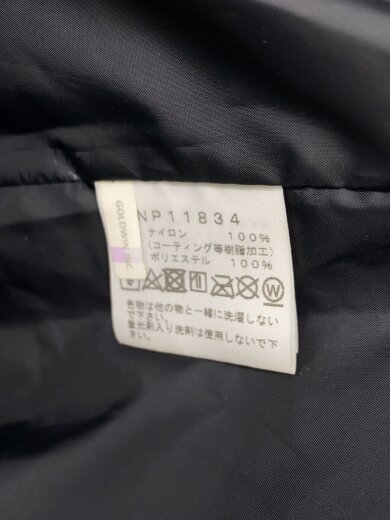 GOLDWIN INC
NP11834
ナイロン 100%
(コーティング等樹脂加工)
ポリエステル 100%
W
色物は他の物と一緒に洗濯しない
で下さい。
蛍光剤入り洗剤は使用しないで下
さい。